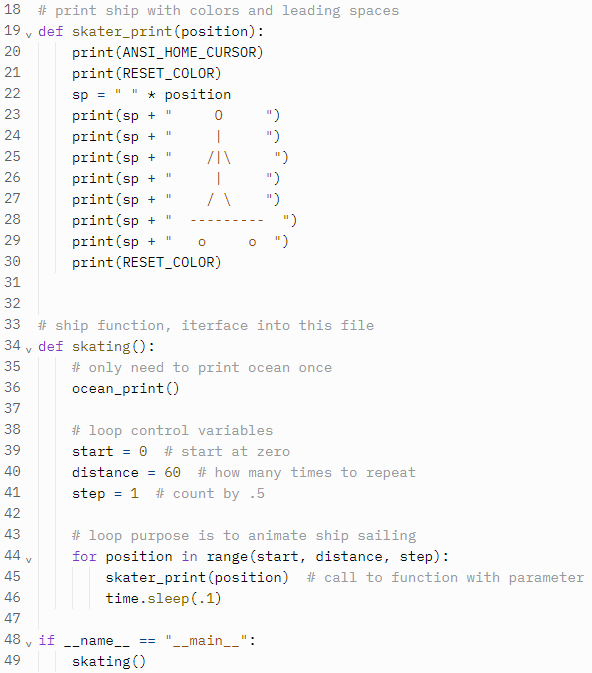 18 # print ship with colors and leading spaces
19 def skater_print(position):
20     print(ANSI_HOME_CURSOR)
21     print(RESET_COLOR)
22     sp = " " * position
23     print(sp + "     O     ")
24     print(sp + "     |     ")
25     print(sp + "    /|\     ")
26     print(sp + "     |     ")
27     print(sp + "    / \    ")
28     print(sp + "  ---------  ")
29     print(sp + "   o     o  ")
30     print(RESET_COLOR)
31
32
33 # ship function, iterface into this file
34 def skating():
35     # only need to print ocean once
36     ocean_print()
37
38     # loop control variables
39     start = 0  # start at zero
40     distance = 60  # how many times to repeat
41     step = 1  # count by .5
42
43     # loop purpose is to animate ship sailing
44     for position in range(start, distance, step):
45         skater_print(position)  # call to function with parameter
46         time.sleep(.1)
47
48 if __name__ == "__main__":
49     skating()